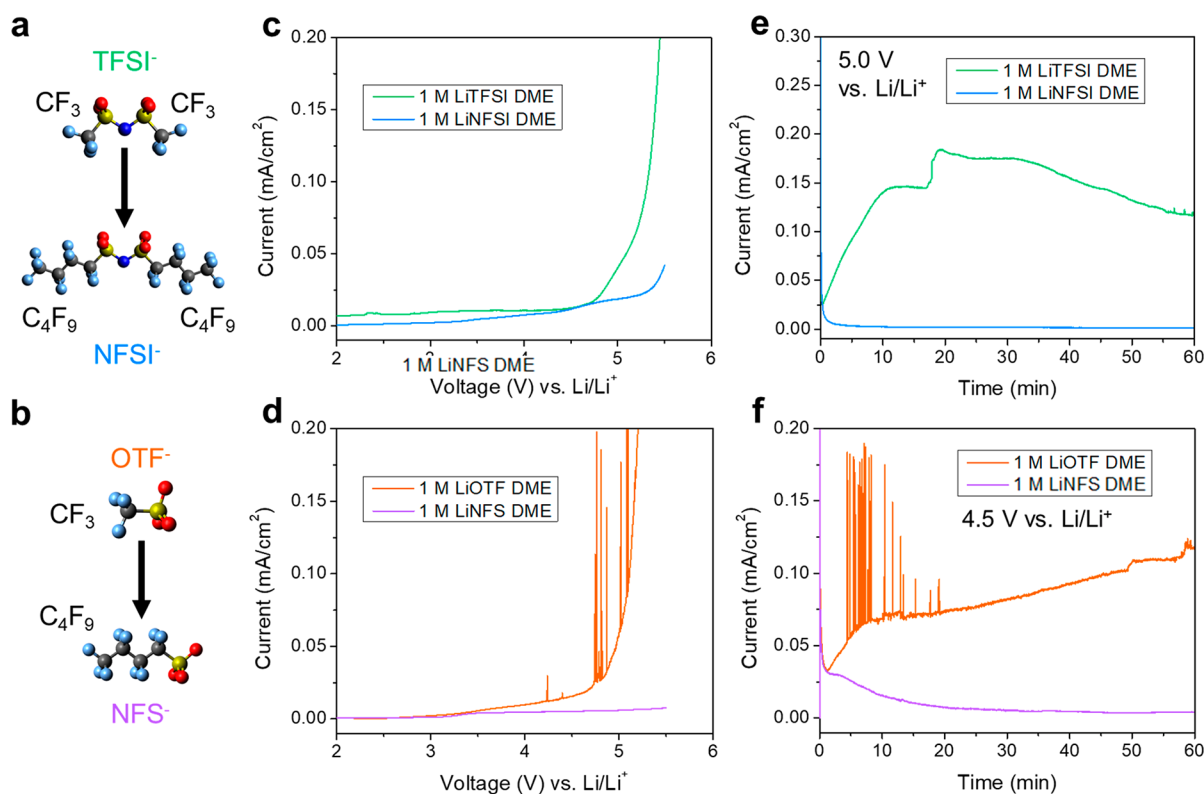 a
TFSI-
CF3
CF3
C4F9
C4F9
NFSI-
b
OTF-
CF3
C4F9
NFS-
c
0.20
0.15
0.10
0.05
0.00
Current (mA/cm2)
1 M LiTFSI DME
1 M LiNFSI DME
2
3
4
5
6
1 M LiNFS DME
Voltage (V) vs. Li/Li+
d
0.20
0.15
0.10
0.05
0.00
Current (mA/cm2)
1 M LiOTF DME
1 M LiNFS DME
2
3
4
5
6
Voltage (V) vs. Li/Li+
e
0.30
0.25
0.20
0.15
0.10
0.05
0.00
Current (mA/cm2)
5.0 V
vs. Li/Li+
1 M LiTFSI DME
1 M LiNFSI DME
0
10
20
30
40
50
60
Time (min)
f
0.20
0.15
0.10
0.05
0.00
Current (mA/cm2)
1 M LiOTF DME
1 M LiNFS DME
4.5 V vs. Li/Li+
0
10
20
30
40
50
60
Time (min)